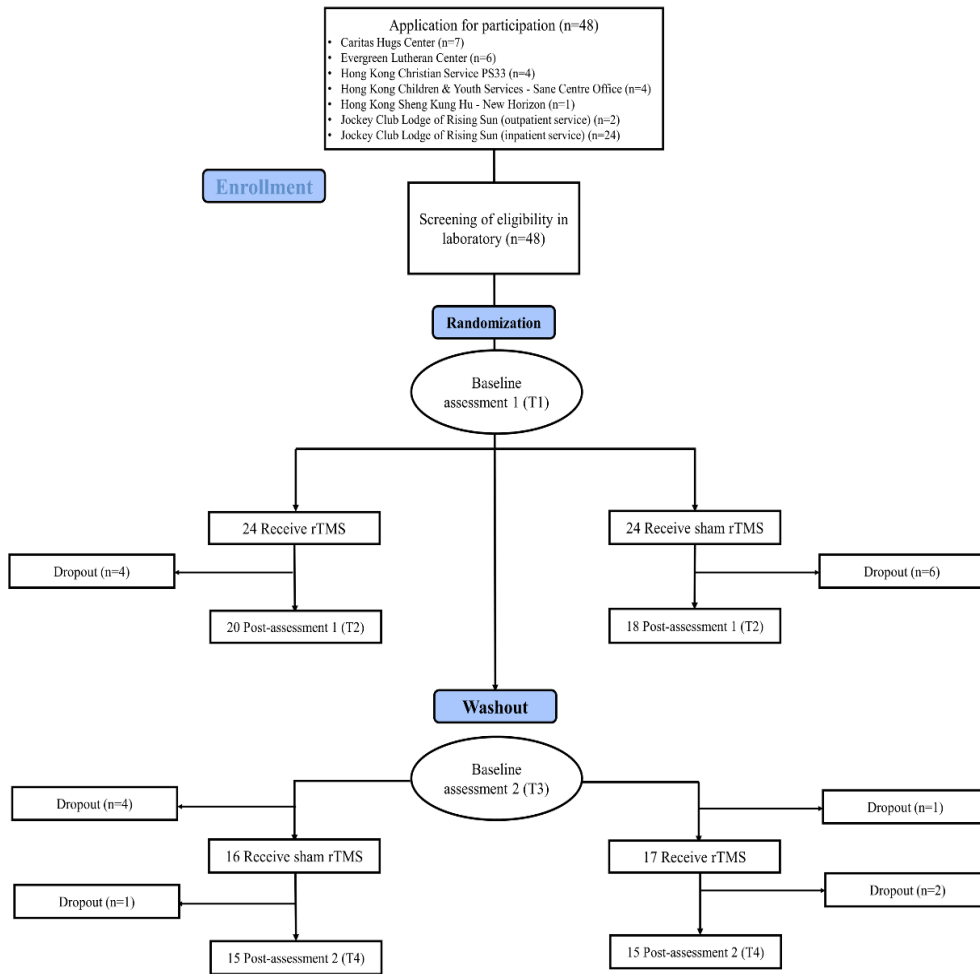 Application for participation (n=48)
• Caritas Hugs Center (n=7)
• Evergreen Lutheran Center (n=6)
• Hong Kong Christian Service PS33 (n=4)
• Hong Kong Children & Youth Services - Sane Centre Office (n=4)
• Hong Kong Sheng Kung Hu - New Horizon (n=1)
• Jockey Club Lodge of Rising Sun (outpatient service) (n=2)
• Jockey Club Lodge of Rising Sun (inpatient service) (n=24)
Enrollment
Screening of eligibility in
laboratory (n=48)
Randomization
Baseline
assessment 1 (T1)
24 Receive rTMS
24 Receive sham rTMS
Dropout (n=4)
Dropout (n=6)
20 Post-assessment 1 (T2)
18 Post-assessment 1 (T2)
Washout
Baseline
assessment 2 (T3)
Dropout (n=4)
Dropout (n=1)
16 Receive sham rTMS
17 Receive rTMS
Dropout (n=1)
Dropout (n=2)
15 Post-assessment 2 (T4)
15 Post-assessment 2 (T4)